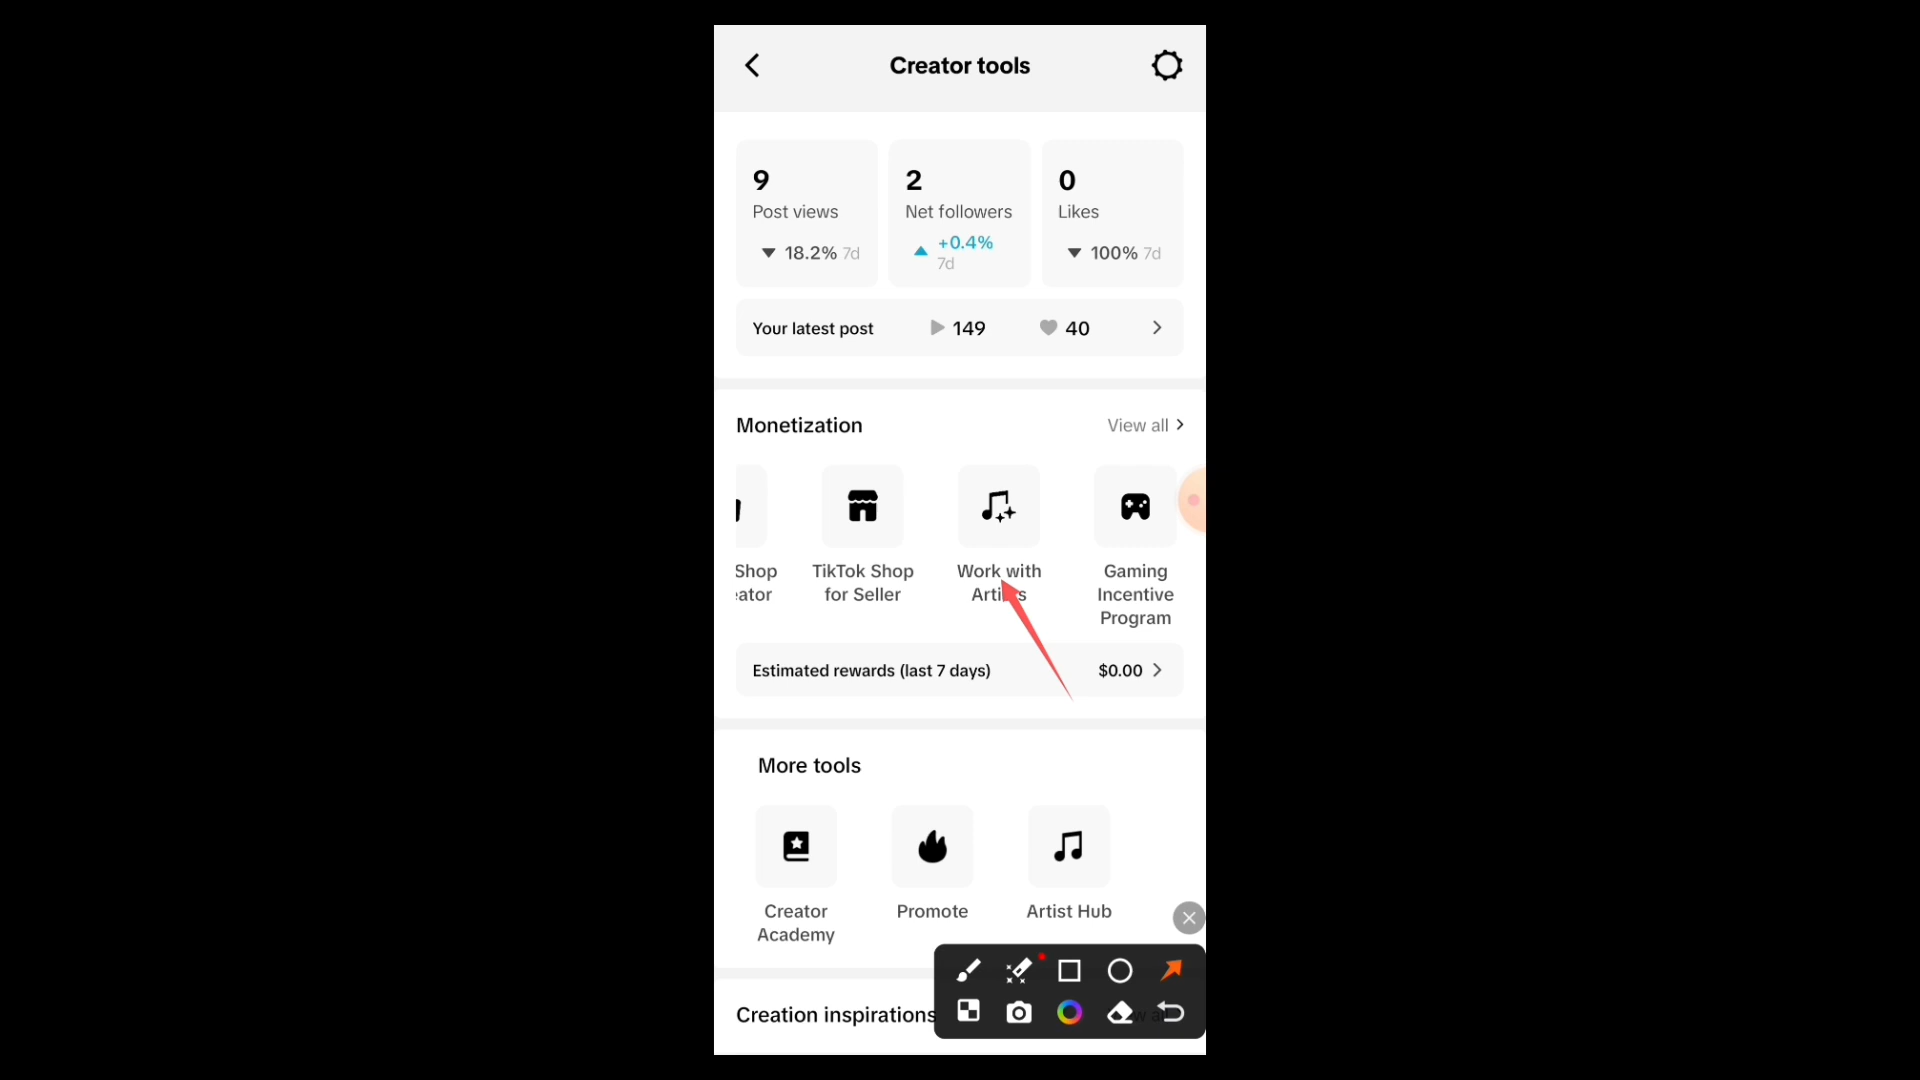 Creator tools
9
Post views
18.2% 7d
2
Net followers
+0.4%
7d
0
Likes
100% 7d
Your latest post 149 40
Monetization View all
Shop
eator
TikTok Shop
for Seller
Work with
Artists
Gaming
Incentive
Program
Estimated rewards (last 7 days) $0.00
More tools
Creator
Academy
Promote
Artist Hub
Creation inspirations